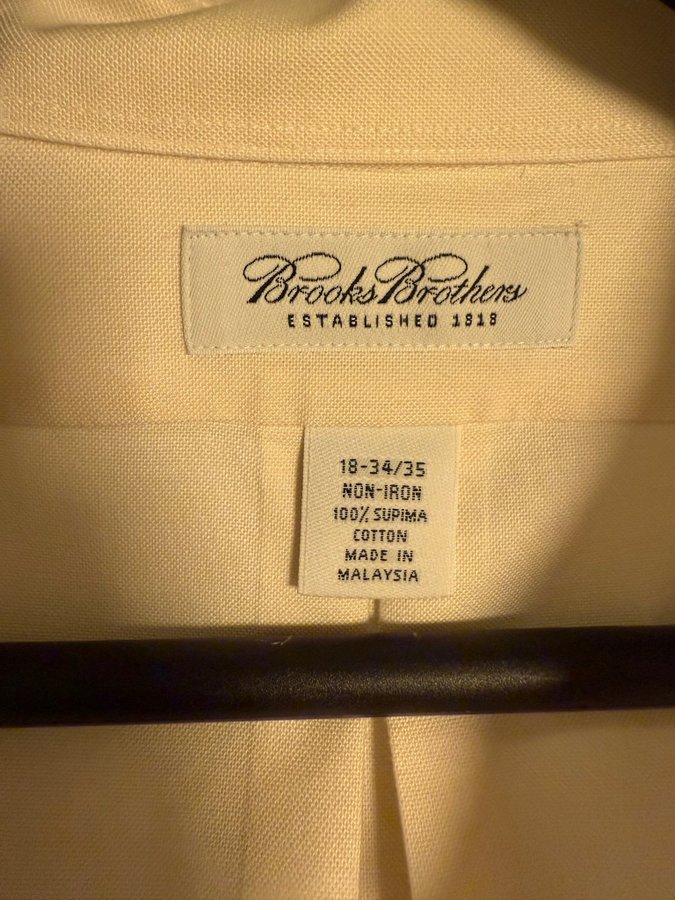 Brooks Brothers
ESTABLISHED 1818
18-34/35
NON-IRON
100% SUPIMA
COTTON
MADE IN
MALAYSIA